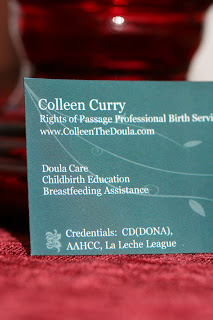 Colleen Curry
Rights of Passage Professional Birth Servic
www.ColleenTheDoula.com
Doula Care
Childbirth Education
Breastfeeding Assistance
Credentials: CD(DONA),
AAHCC, La Leche League